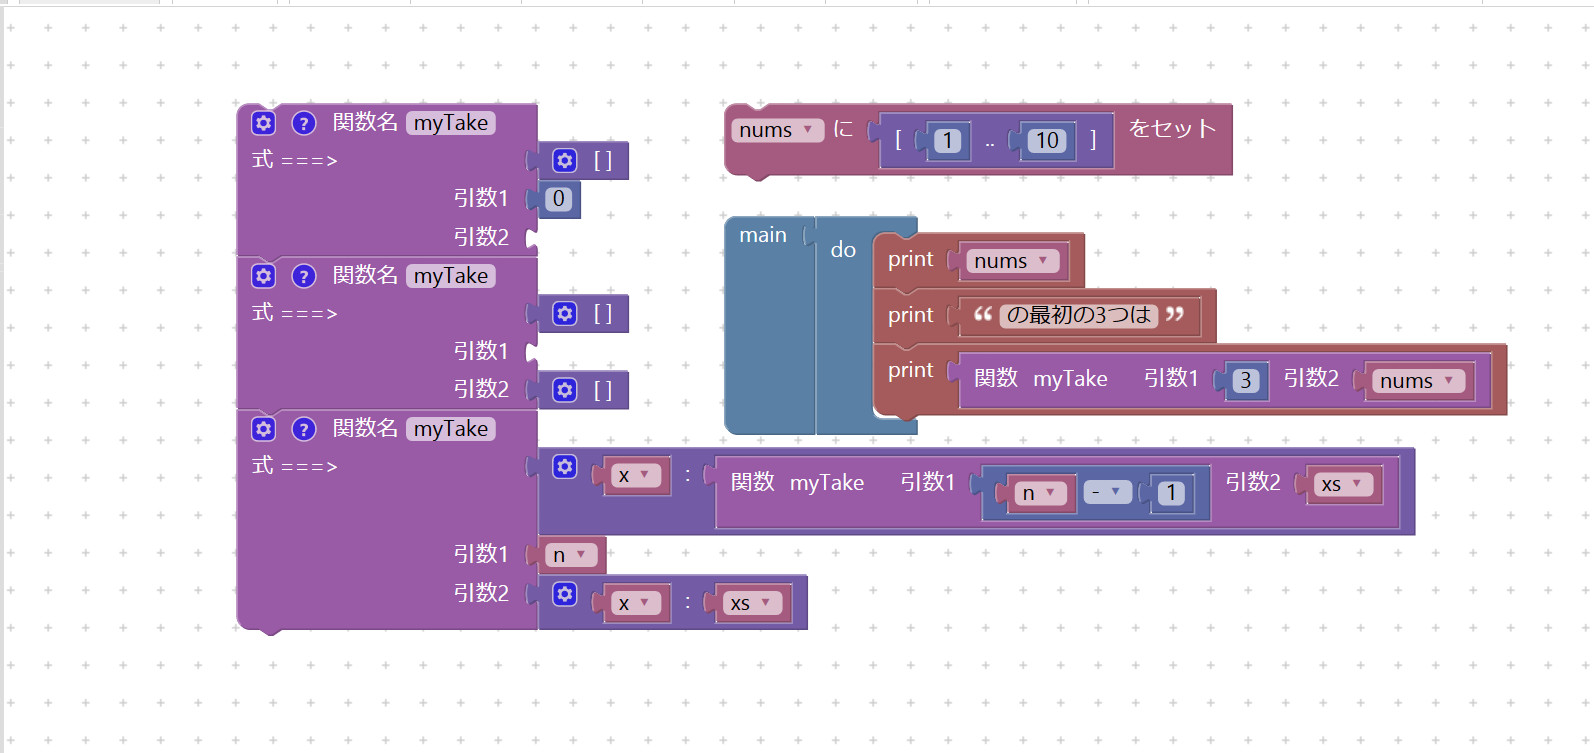 ? 関数名 myTake
式 ===> [ ]
引数1 0
引数2
? 関数名 myTake
式 ===> [ ]
引数1
引数2 [ ]
? 関数名 myTake
式 ===> x ▼ : 関数 myTake 引数1 n ▼ - ▼ 1 引数2 xs ▼
引数1 n ▼
引数2 x ▼ : xs ▼
nums ▼ に [ 1 .. 10 ] をセット
main do
print nums ▼
print “ の最初の3つは ”
print 関数 myTake 引数1 3 引数2 nums ▼